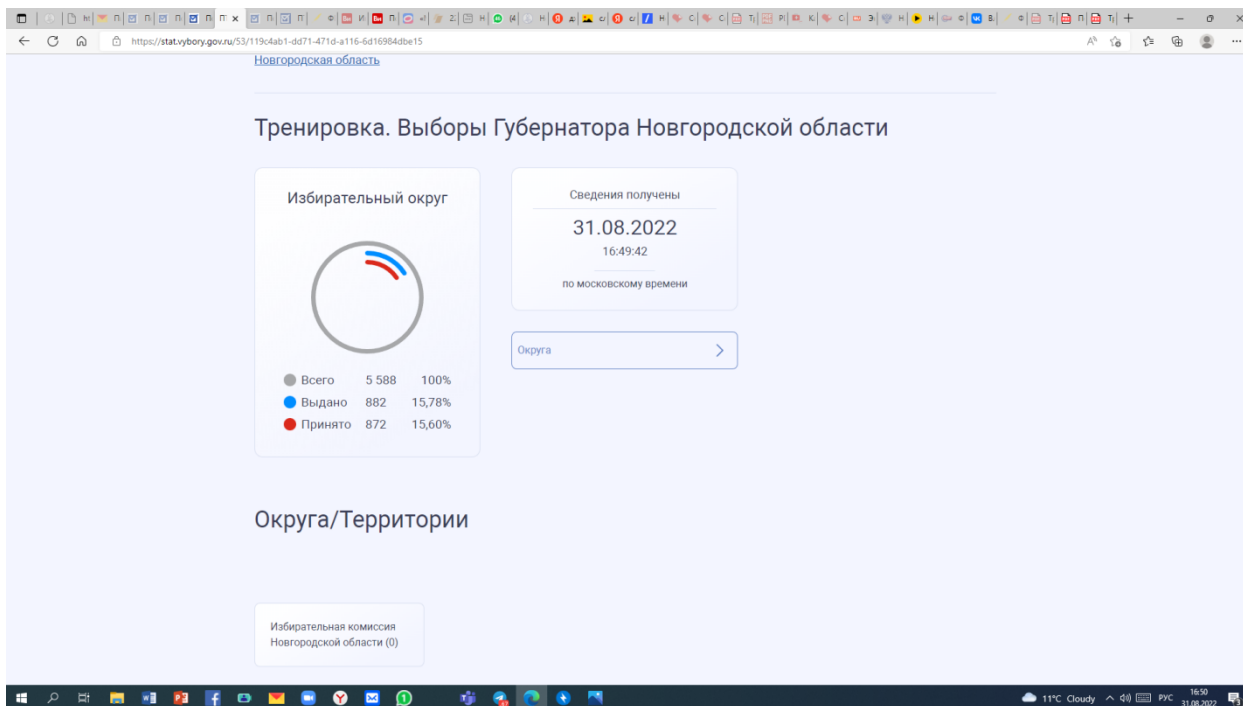 https://stat.vybory.gov.ru/53/119c4ab1-dd71-471d-a116-6d16984dbe15
Новгородская область
Тренировка. Выборы Губернатора Новгородской области
Избирательный округ
Всего 5 588 100%
Выдано 882 15,78%
Принято 872 15,60%
Сведения получены
31.08.2022
16:49:42
по московскому времени
Округа
Округа/Территории
Избирательная комиссия
Новгородской области (0)
11°C Cloudy
РУС
16:50
31.08.2022